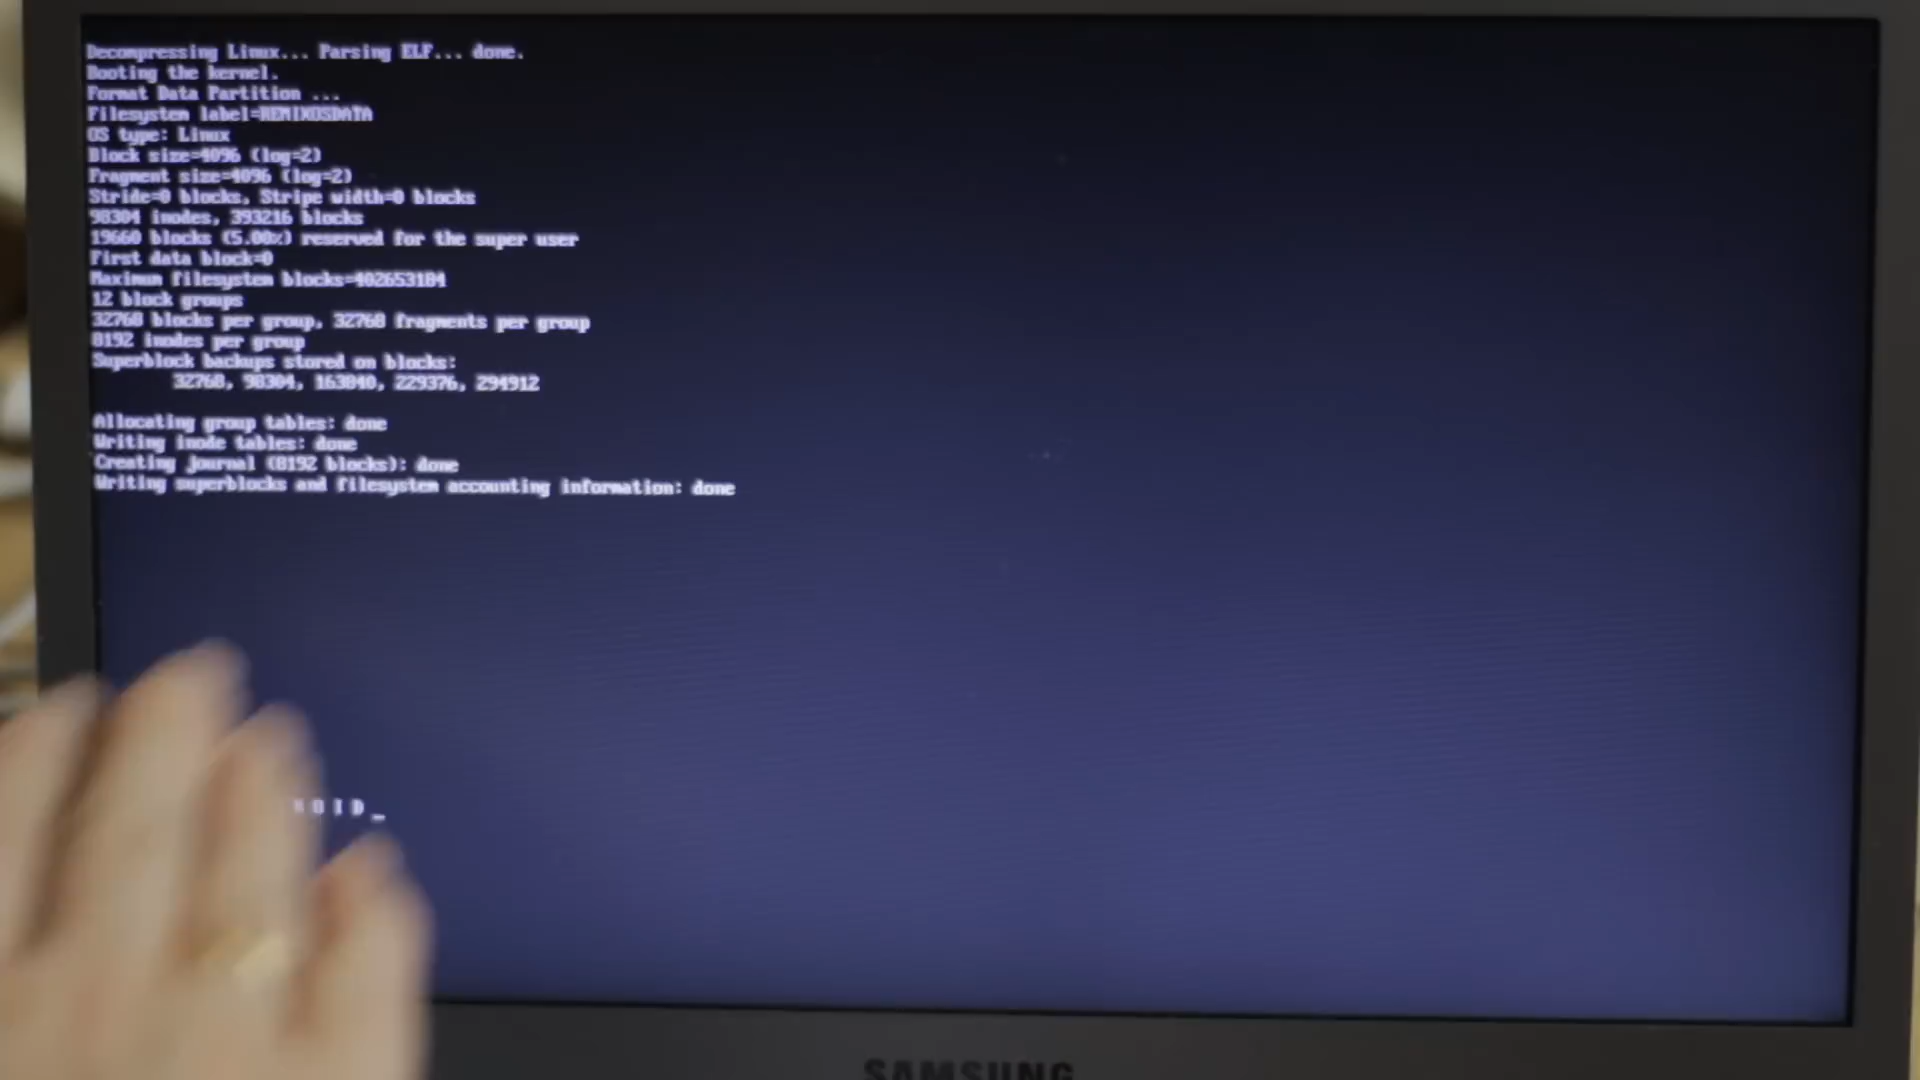 Decompressing Linux... Parsing ELF... done.
Booting the kernel.
Format Data Partition ...
Filesystem label=REMIXOSDATA
OS type: Linux
Block size=4096 (log=2)
Fragment size=4096 (log=2)
Stride=0 blocks, Stripe width=0 blocks
98304 inodes, 393216 blocks
19660 blocks (5.00%) reserved for the super user
First data block=0
Maximum filesystem blocks=402653184
12 block groups
32768 blocks per group, 32768 fragments per group
8192 inodes per group
Superblock backups stored on blocks:
32768, 98304, 163840, 229376, 294912
Allocating group tables: done
Writing inode tables: done
Creating journal (8192 blocks): done
Writing superblocks and filesystem accounting information: done
O I D _
SAMSUNG